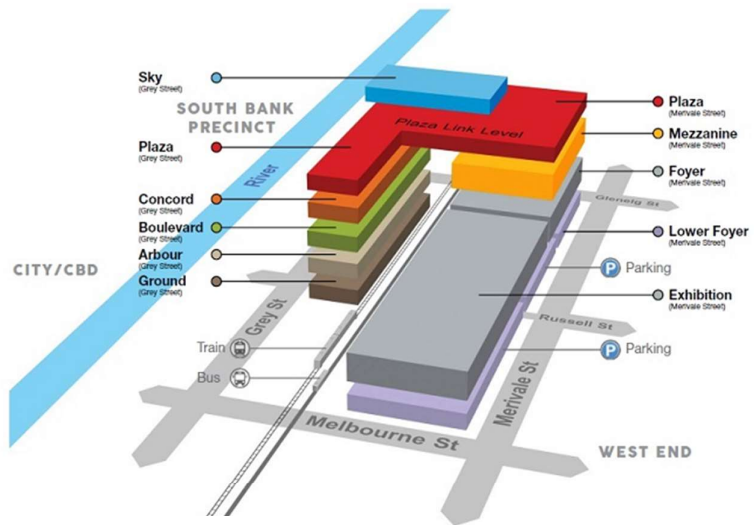 Sky
(Grey Street)
SOUTH BANK
PRECINCT
Plaza
(Grey Street)
River
Concord
(Grey Street)
Boulevard
(Grey Street)
Arbour
(Grey Street)
Ground
(Grey Street)
CITY/CBD
Grey St
Train
Bus
Melbourne St
Plaza Link Level
Plaza
(Merivale Street)
Mezzanine
(Merivale Street)
Foyer
(Merivale Street)
Glenelg St
Lower Foyer
(Merivale Street)
P Parking
Exhibition
(Merivale Street)
Russell St
P Parking
Merivale St
WEST END